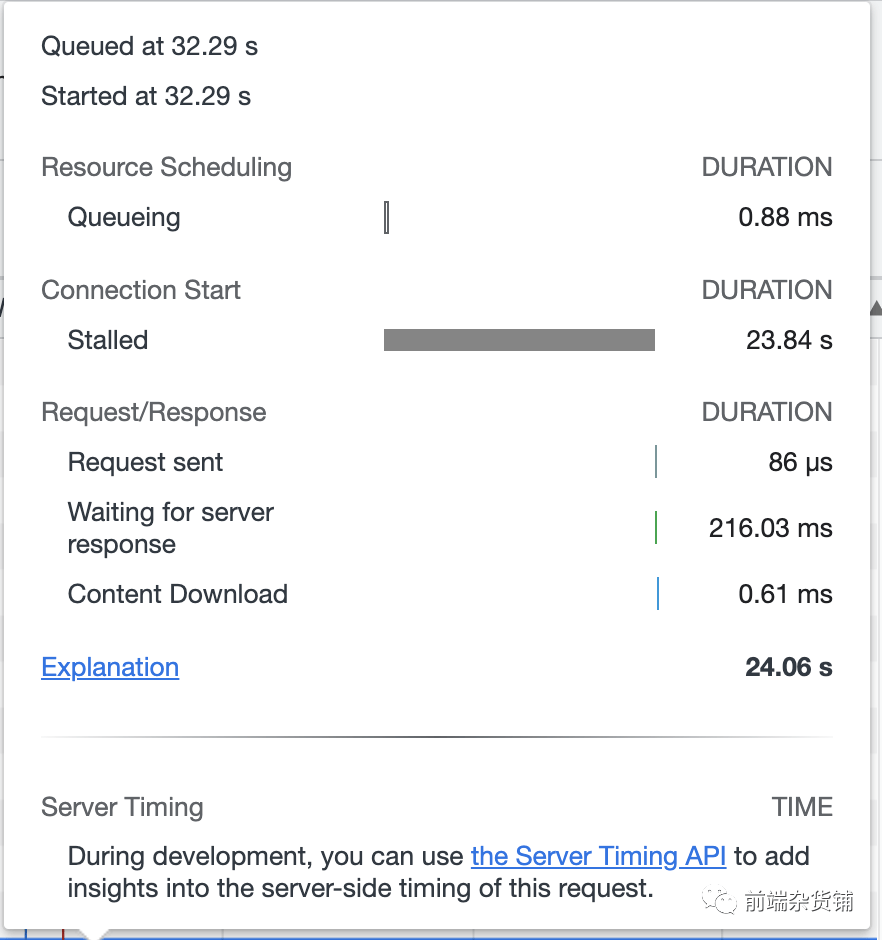 Queued at 32.29 s
Started at 32.29 s
Resource Scheduling DURATION
Queueing 0.88 ms
Connection Start DURATION
Stalled 23.84 s
Request/Response DURATION
Request sent 86 μs
Waiting for server
response 216.03 ms
Content Download 0.61 ms
Explanation 24.06 s
Server Timing TIME
During development, you can use the Server Timing API to add
insights into the server-side timing of this request.
前端杂货铺